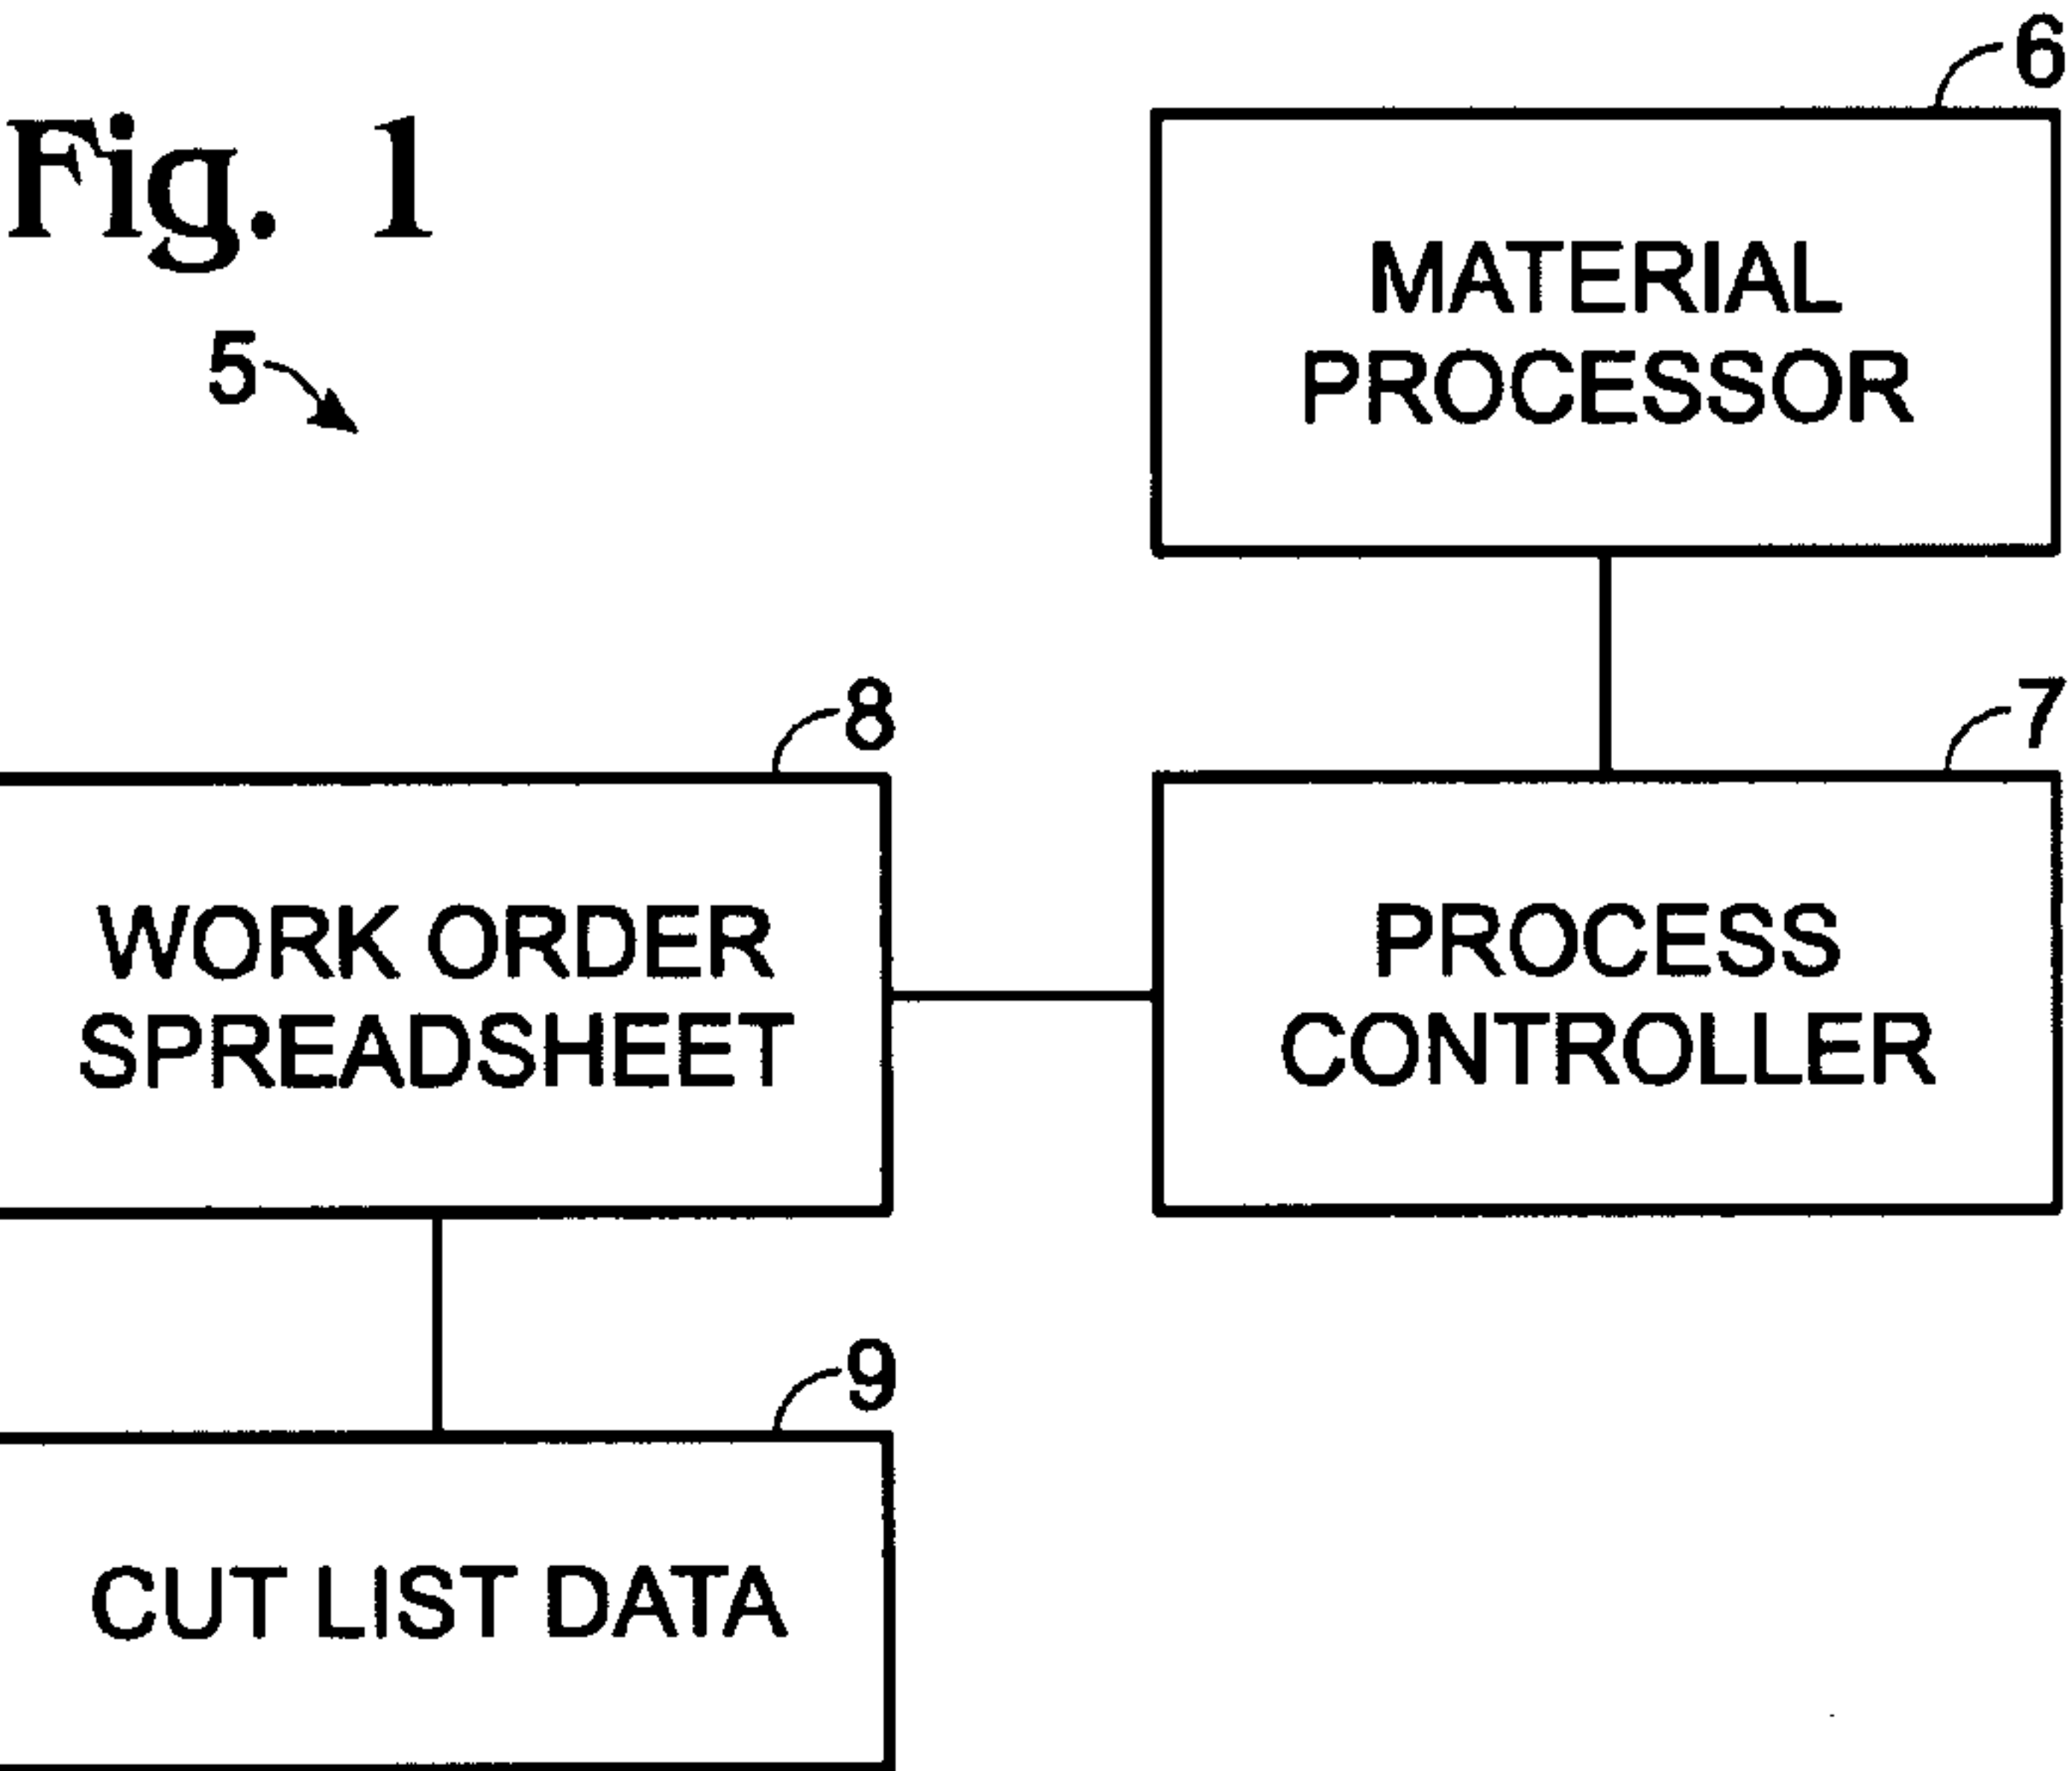 Fig. 1
6
MATERIAL
PROCESSOR
5
8
7
WORK ORDER
SPREADSHEET
PROCESS
CONTROLLER
9
CUT LIST DATA